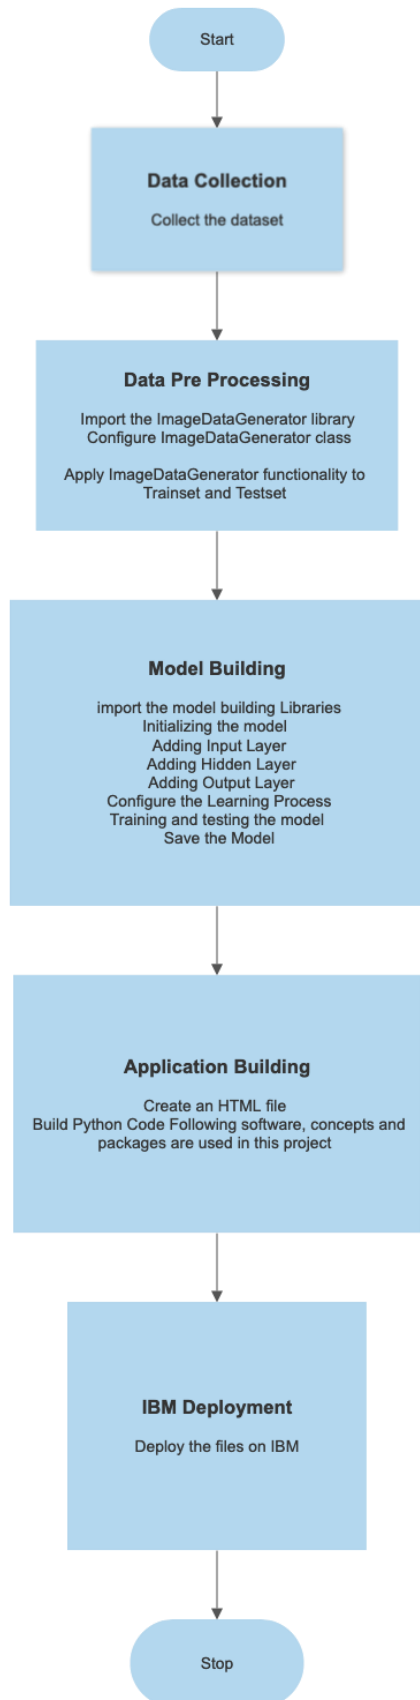 Start
Data Collection
Collect the dataset
Data Pre Processing
Import the ImageDataGenerator library
Configure ImageDataGenerator class
Apply ImageDataGenerator functionality to
Trainset and Testset
Model Building
import the model building Libraries
Initializing the model
Adding Input Layer
Adding Hidden Layer
Adding Output Layer
Configure the Learning Process
Training and testing the model
Save the Model
Application Building
Create an HTML file
Build Python Code Following software, concepts and
packages are used in this project
IBM Deployment
Deploy the files on IBM
Stop